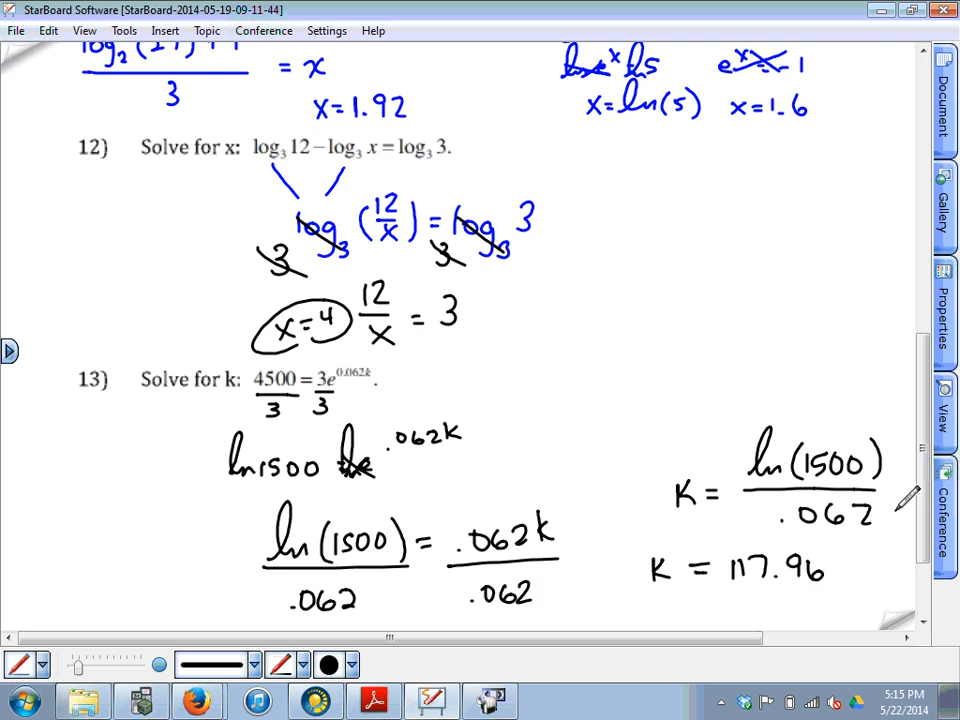 StarBoard Software - [StarBoard-2014-05-19-09-11-44]
File Edit View Tools Insert Topic Conference Settings Help
= x
3
x=1.92
x=ln(5) x=1.6
12) Solve for x: log₃ 12 – log₃ x = log₃ 3.
log₃ (12/x) = log₃ 3
3 3
x=4 12/x = 3
13) Solve for k: 4500 = 3e^0.062k.
3 3
ln1500 lne .062k
ln(1500)/.062 = .062k/.062
K = ln(1500)/.062
K = 117.96
Document
Gallery
Properties
View
Conference
5:15 PM
5/22/2014